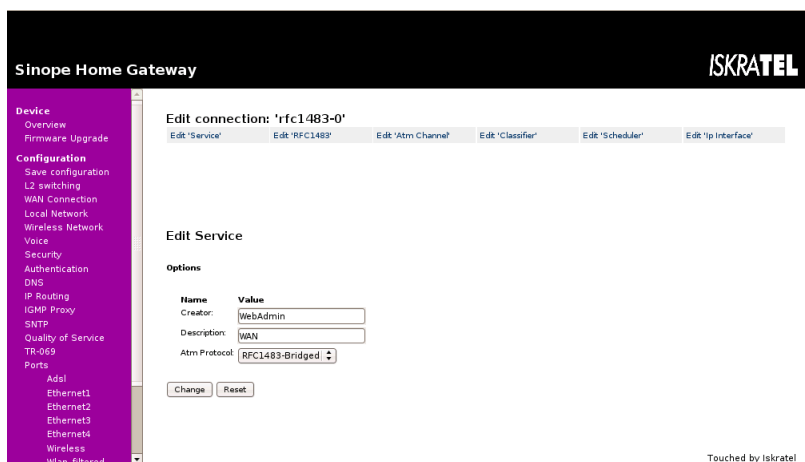 Sinope Home Gateway
ISKRATEL
Device
Overview
Firmware Upgrade
Configuration
Save configuration
L2 switching
WAN Connection
Local Network
Wireless Network
Voice
Security
Authentication
DNS
IP Routing
IGMP Proxy
SNTP
Quality of Service
TR-069
Ports
Adsl
Ethernet1
Ethernet2
Ethernet3
Ethernet4
Wireless
Wlan filtered
Edit connection: 'rfc1483-0'
Edit 'Service' Edit 'RFC1483' Edit 'Atm Channel' Edit 'Classifier' Edit 'Scheduler' Edit 'Ip Interface'
Edit Service
Options
Name Value
Creator: WebAdmin
Description: WAN
Atm Protocol: RFC1483-Bridged
Change Reset
Touched by Iskratel